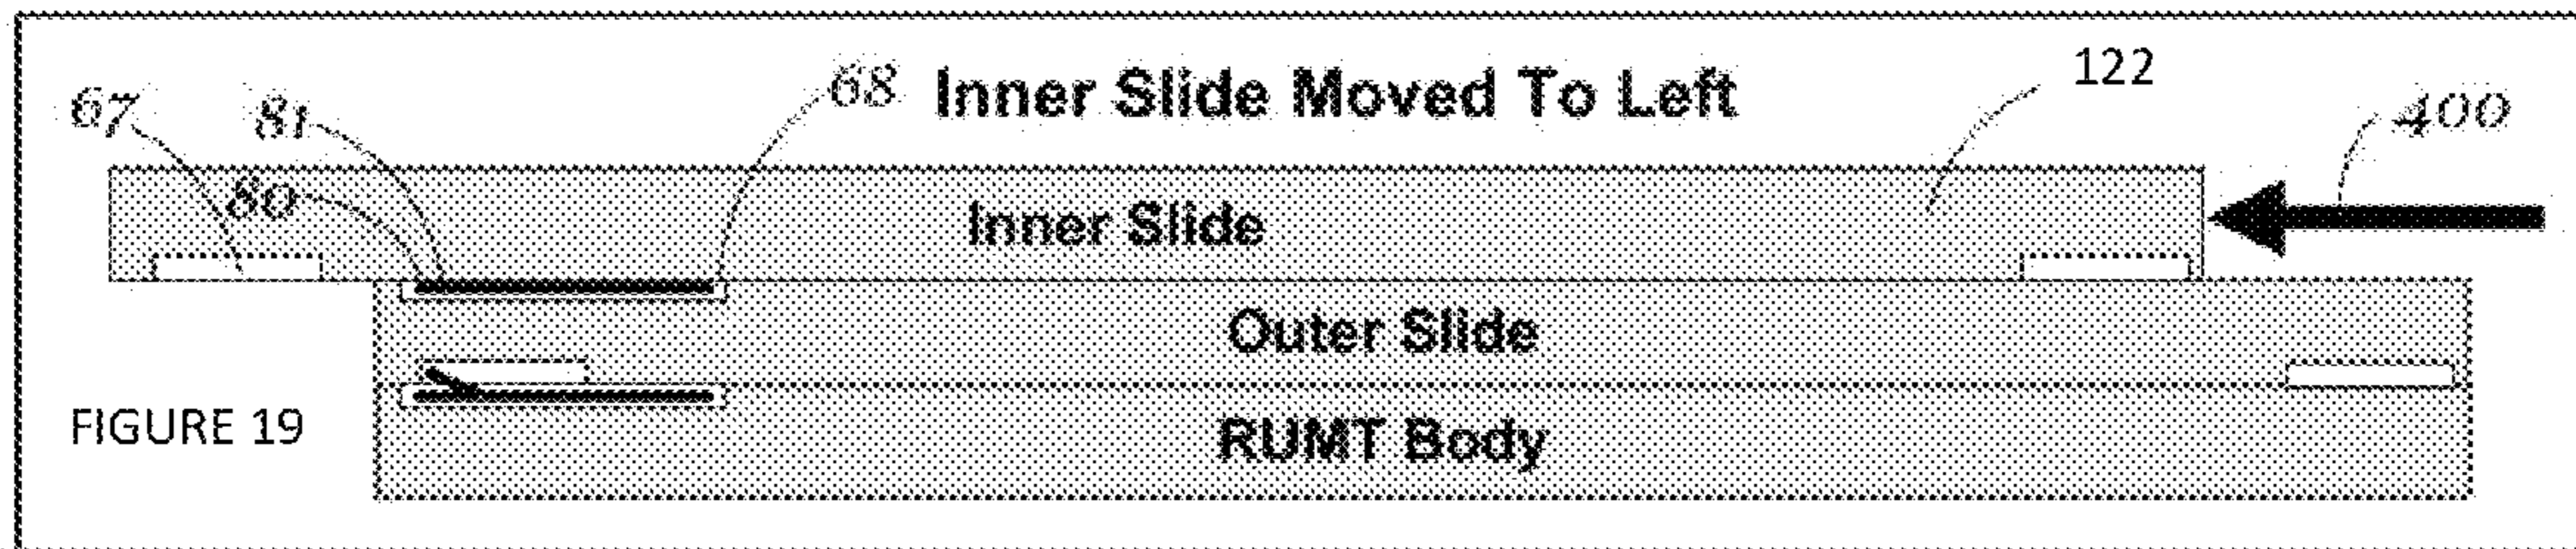 Inner Slide Moved To Left
67
81
68
122
400
80
Inner Slide
Outer Slide
FIGURE 19
RUMT Body